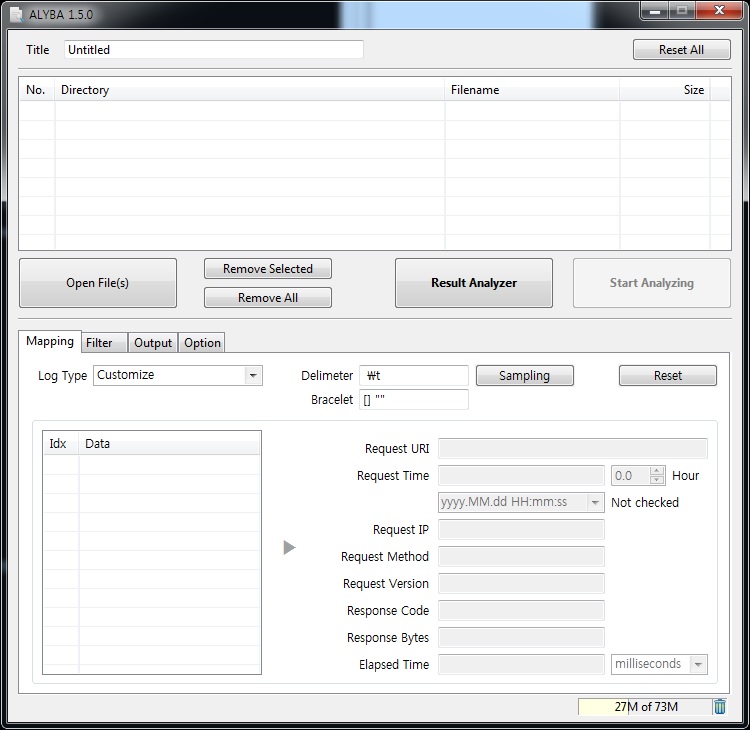 ALYBA 1.5.0
Title Untitled Reset All
No. Directory Filename Size
Open File(s) Remove Selected Result Analyzer Start Analyzing
Remove All
Mapping Filter Output Option
Log Type Customize Delimeter ₩t Sampling Reset
Bracelet [] ""
Idx Data
Request URI
Request Time 0.0 Hour
yyyy.MM.dd HH:mm:ss Not checked
Request IP
Request Method
Request Version
Response Code
Response Bytes
Elapsed Time milliseconds
27M of 73M